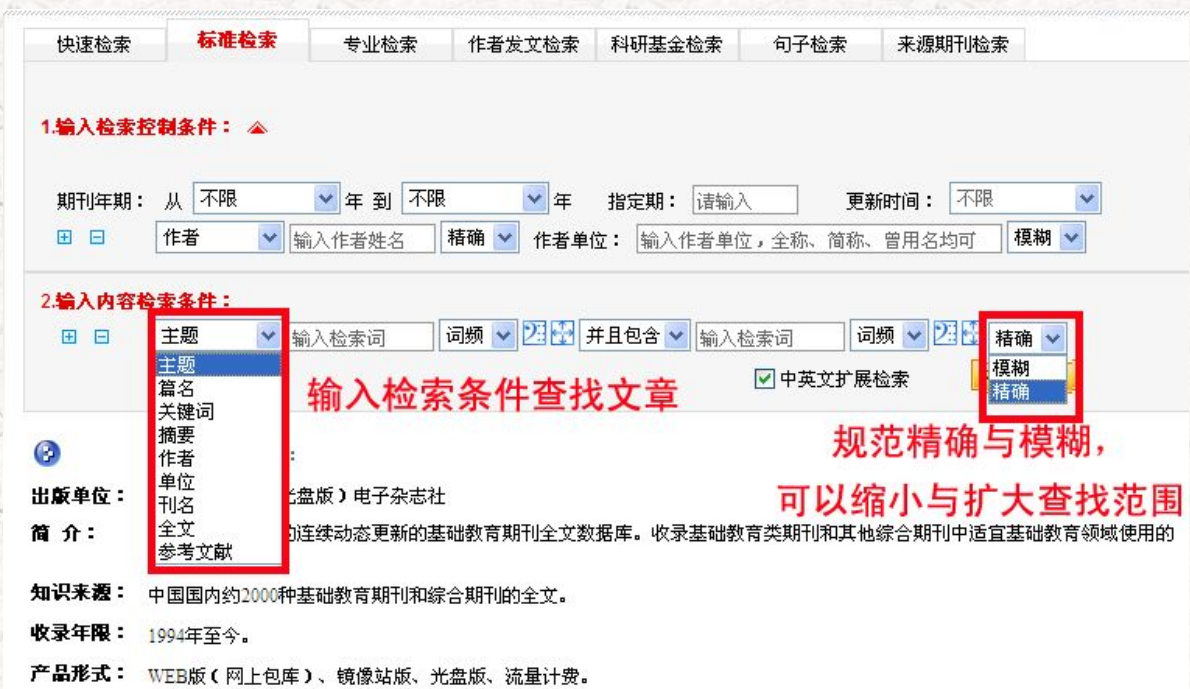 快速检索 标准检索 专业检索 作者发文检索 科研基金检索 句子检索 来源期刊检索
1.输入检索控制条件：
期刊年期： 从 不限 年 到 不限 年 指定期： 请输入 更新时间： 不限
作者 输入作者姓名 精确 作者单位： 输入作者单位，全称、简称、曾用名均可 模糊
2.输入内容检索条件：
主题 输入检索词 词频 并且包含 输入检索词 词频 精确
主题
篇名
关键词
摘要
作者
单位
刊名
全文
参考文献
模糊
精确
中英文扩展检索
输入检索条件查找文章
规范精确与模糊，
可以缩小与扩大查找范围
出版单位： 光盘版）电子杂志社
简 介： 的连续动态更新的基础教育期刊全文数据库。收录基础教育类期刊和其他综合期刊中适宜基础教育领域使用的
知识来源： 中国国内约2000种基础教育期刊和综合期刊的全文。
收录年限： 1994年至今。
产品形式： WEB版（网上包库）、镜像站版、光盘版、流量计费。